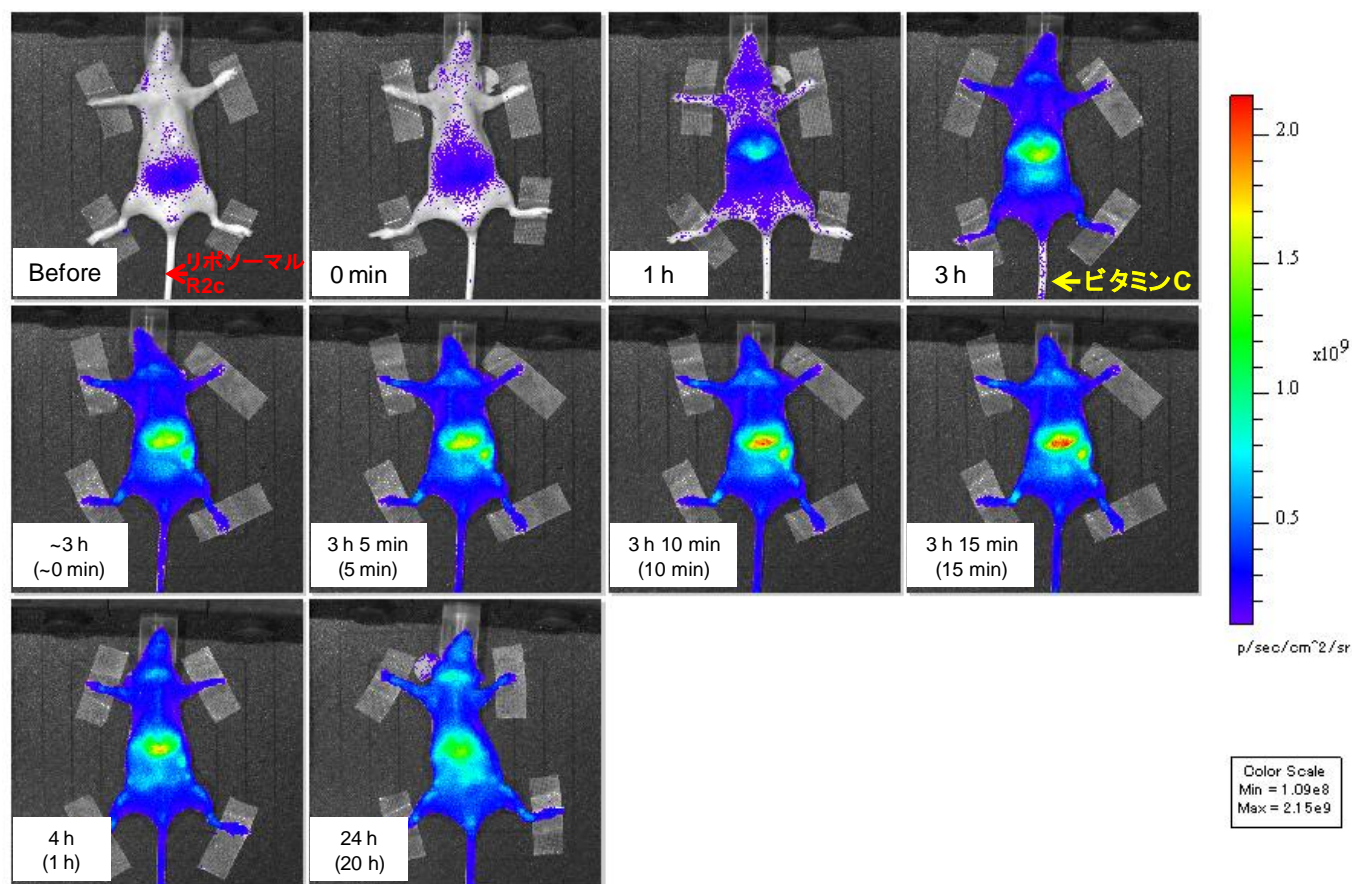 Before
リポソーマル
R2c
0 min
1 h
3 h
ビタミンC
2.0
1.5
x10^9
1.0
0.5
p/sec/cm^2/sr
~3 h
(~0 min)
3 h 5 min
(5 min)
3 h 10 min
(10 min)
3 h 15 min
(15 min)
4 h
(1 h)
24 h
(20 h)
Color Scale
Min = 1.09e8
Max = 2.15e9